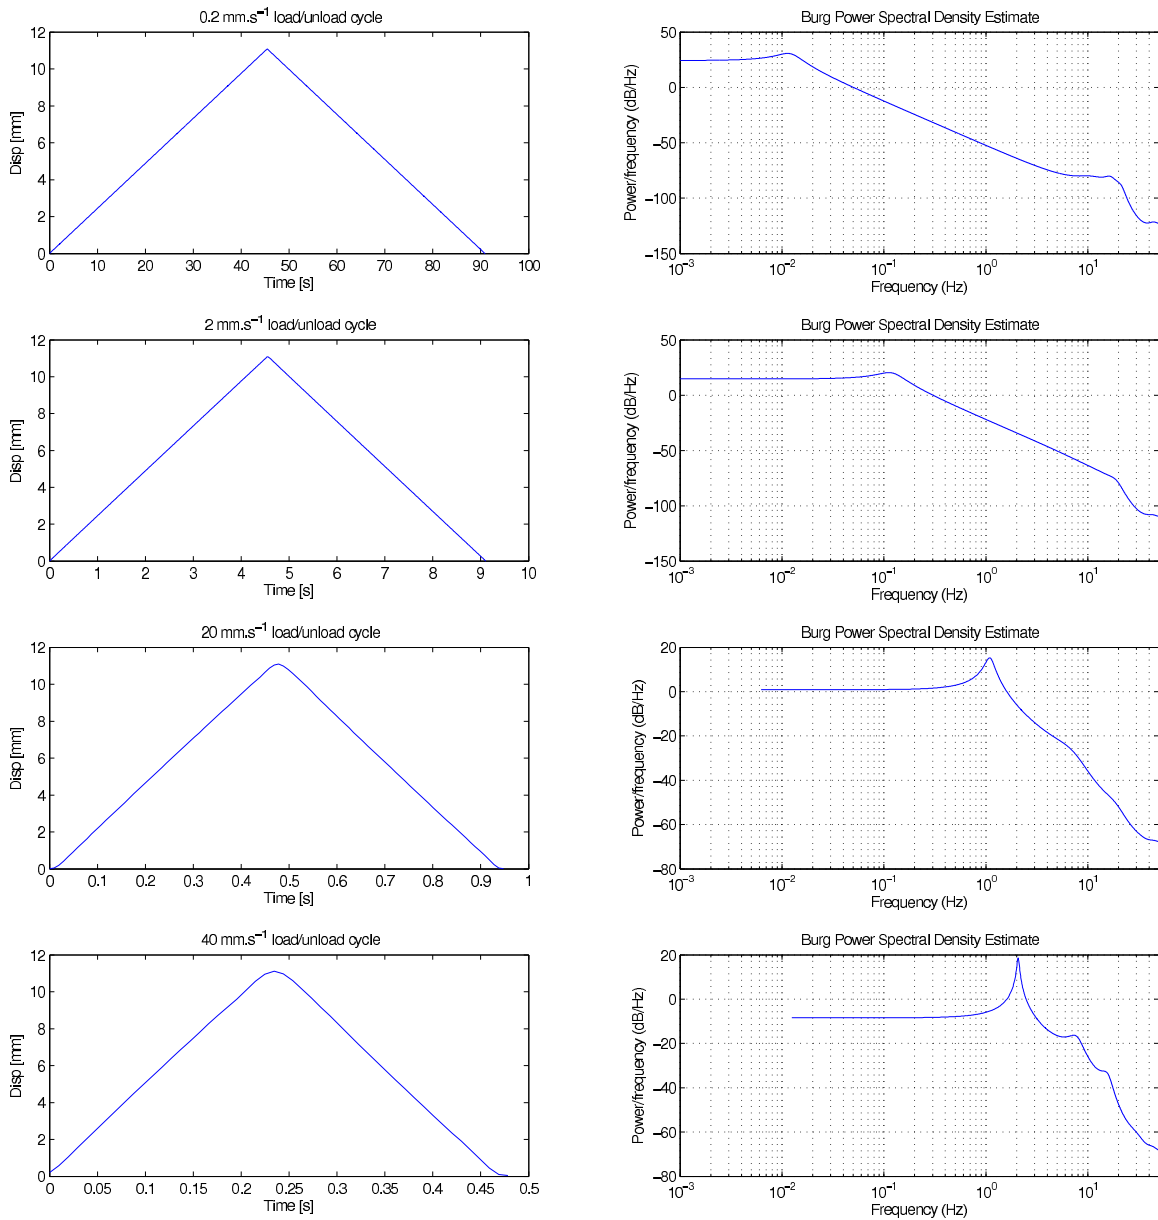 0.2 mm.s−1 load/unload cycle
12
10
8
6
4
2
0
Disp [mm]
0 10 20 30 40 50 60 70 80 90 100
Time [s]
Burg Power Spectral Density Estimate
50
0
−50
−100
−150
Power/frequency (dB/Hz)
10−3 10−2 10−1 100 101
Frequency (Hz)
2 mm.s−1 load/unload cycle
12
10
8
6
4
2
0
Disp [mm]
0 1 2 3 4 5 6 7 8 9 10
Time [s]
Burg Power Spectral Density Estimate
50
0
−50
−100
−150
Power/frequency (dB/Hz)
10−3 10−2 10−1 100 101
Frequency (Hz)
20 mm.s−1 load/unload cycle
12
10
8
6
4
2
0
Disp [mm]
0 0.1 0.2 0.3 0.4 0.5 0.6 0.7 0.8 0.9 1
Time [s]
Burg Power Spectral Density Estimate
20
0
−20
−40
−60
−80
Power/frequency (dB/Hz)
10−3 10−2 10−1 100 101
Frequency (Hz)
40 mm.s−1 load/unload cycle
12
10
8
6
4
2
0
Disp [mm]
0 0.05 0.1 0.15 0.2 0.25 0.3 0.35 0.4 0.45 0.5
Time [s]
Burg Power Spectral Density Estimate
20
0
−20
−40
−60
−80
Power/frequency (dB/Hz)
10−3 10−2 10−1 100 101
Frequency (Hz)